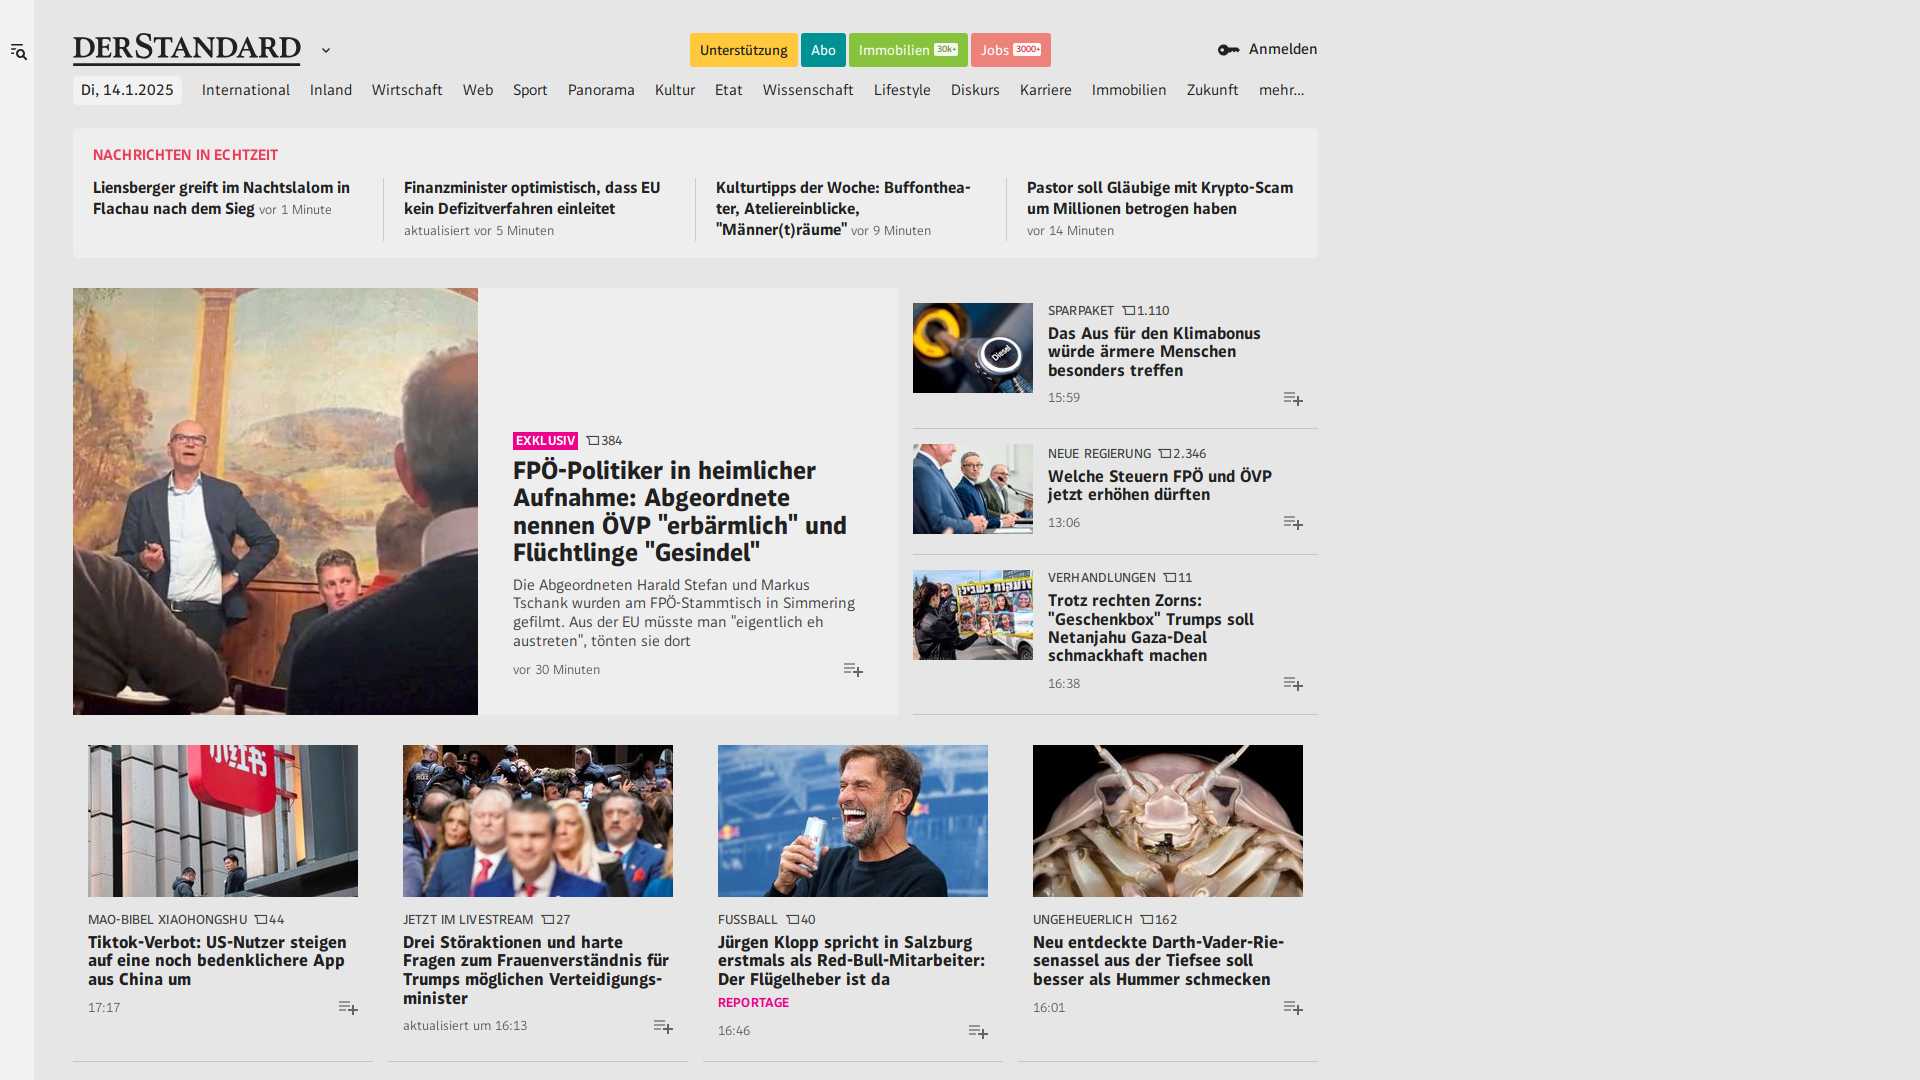 DERSTANDARD
Unterstützung
Abo
Immobilien 30k+
Jobs 3000+
Anmelden
Di, 14.1.2025
International
Inland
Wirtschaft
Web
Sport
Panorama
Kultur
Etat
Wissenschaft
Lifestyle
Diskurs
Karriere
Immobilien
Zukunft
mehr...
NACHRICHTEN IN ECHTZEIT
Liensberger greift im Nachtslalom in
Flachau nach dem Sieg vor 1 Minute
Finanzminister optimistisch, dass EU
kein Defizitverfahren einleitet
aktualisiert vor 5 Minuten
Kulturtipps der Woche: Buffonthea-
ter, Ateliereinblicke,
"Männer(t)räume" vor 9 Minuten
Pastor soll Gläubige mit Krypto-Scam
um Millionen betrogen haben
vor 14 Minuten
EXKLUSIV 384
FPÖ-Politiker in heimlicher
Aufnahme: Abgeordnete
nennen ÖVP "erbärmlich" und
Flüchtlinge "Gesindel"
Die Abgeordneten Harald Stefan und Markus
Tschank wurden am FPÖ-Stammtisch in Simmering
gefilmt. Aus der EU müsste man "eigentlich eh
austreten", tönten sie dort
vor 30 Minuten
Diesel
SPARPAKET 1.110
Das Aus für den Klimabonus
würde ärmere Menschen
besonders treffen
15:59
NEUE REGIERUNG 2.346
Welche Steuern FPÖ und ÖVP
jetzt erhöhen dürften
13:06
VERHANDLUNGEN 11
Trotz rechten Zorns:
"Geschenkbox" Trumps soll
Netanjahu Gaza-Deal
schmackhaft machen
16:38
小红书
MAO-BIBEL XIAOHONGSHU 44
Tiktok-Verbot: US-Nutzer steigen
auf eine noch bedenklichere App
aus China um
17:17
JETZT IM LIVESTREAM 27
Drei Störaktionen und harte
Fragen zum Frauenverständnis für
Trumps möglichen Verteidigungs-
minister
aktualisiert um 16:13
FUSSBALL 40
Jürgen Klopp spricht in Salzburg
erstmals als Red-Bull-Mitarbeiter:
Der Flügelheber ist da
REPORTAGE
16:46
UNGEHEUERLICH 162
Neu entdeckte Darth-Vader-Rie-
senassel aus der Tiefsee soll
besser als Hummer schmecken
16:01